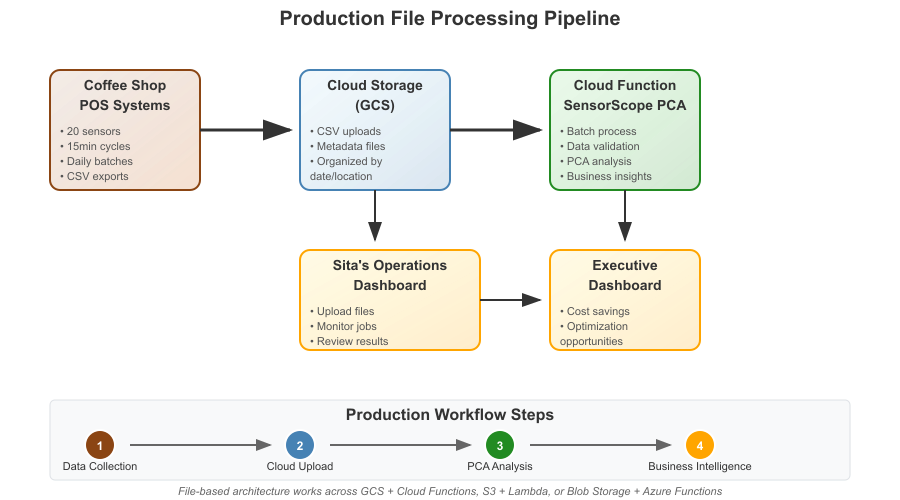 Production File Processing Pipeline
Coffee Shop
POS Systems
• 20 sensors
• 15min cycles
• Daily batches
• CSV exports
Cloud Storage
(GCS)
• CSV uploads
• Metadata files
• Organized by
date/location
Cloud Function
SensorScope PCA
• Batch process
• Data validation
• PCA analysis
• Business insights
Sita's Operations
Dashboard
• Upload files
• Monitor jobs
• Review results
Executive
Dashboard
• Cost savings
• Optimization
opportunities
Production Workflow Steps
1
Data Collection
2
Cloud Upload
3
PCA Analysis
4
Business Intelligence
File-based architecture works across GCS + Cloud Functions, S3 + Lambda, or Blob Storage + Azure Functions